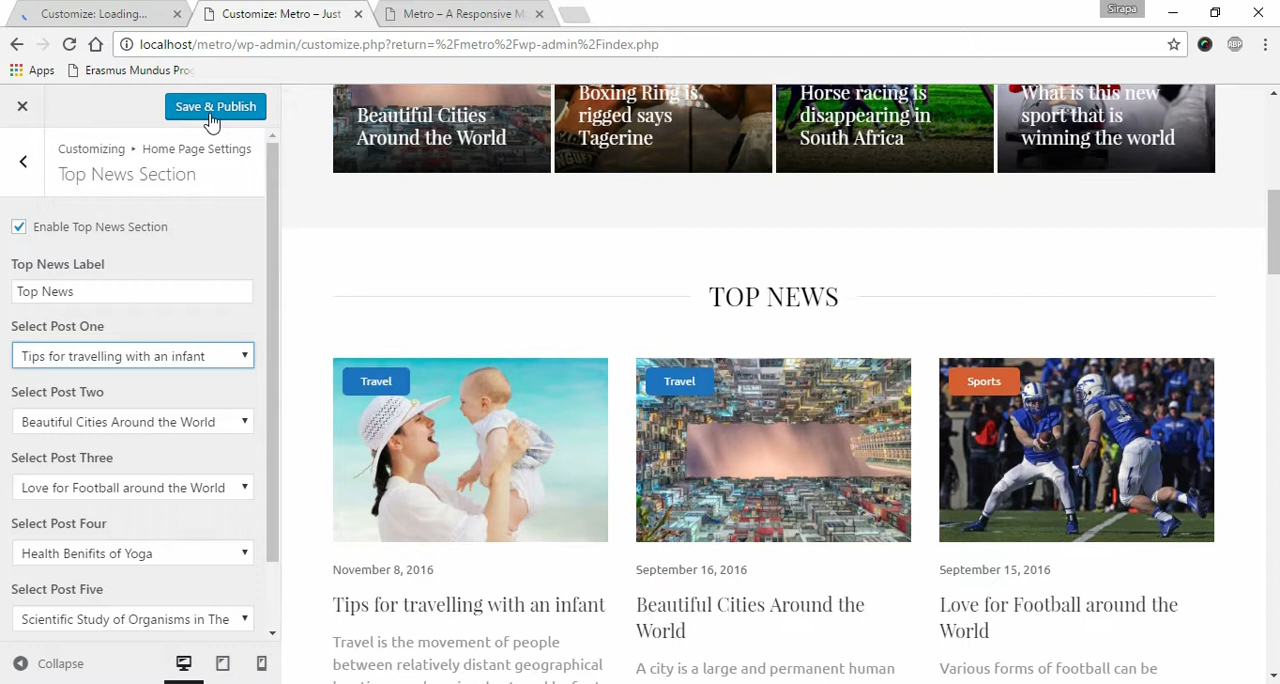 Customize: Loading...
Customize: Metro – Just
Metro – A Responsive M
Sirapa
localhost/metro/wp-admin/customize.php?return=%2Fmetro%2Fwp-admin%2Findex.php
ABP
Apps
Erasmus Mundus Pro
Save & Publish
Customizing ▸ Home Page Settings
Top News Section
Enable Top News Section
Top News Label
Top News
Select Post One
Tips for travelling with an infant
Select Post Two
Beautiful Cities Around the World
Select Post Three
Love for Football around the World
Select Post Four
Health Benifits of Yoga
Select Post Five
Scientific Study of Organisms in The
Collapse
Beautiful Cities
Around the World
Boxing Ring is
rigged says
Tagerine
Horse racing is
disappearing in
South Africa
What is this new
sport that is
winning the world
TOP NEWS
Travel
November 8, 2016
Tips for travelling with an infant
Travel is the movement of people
between relatively distant geographical
Travel
September 16, 2016
Beautiful Cities Around the
World
A city is a large and permanent human
Sports
September 15, 2016
Love for Football around the
World
Various forms of football can be